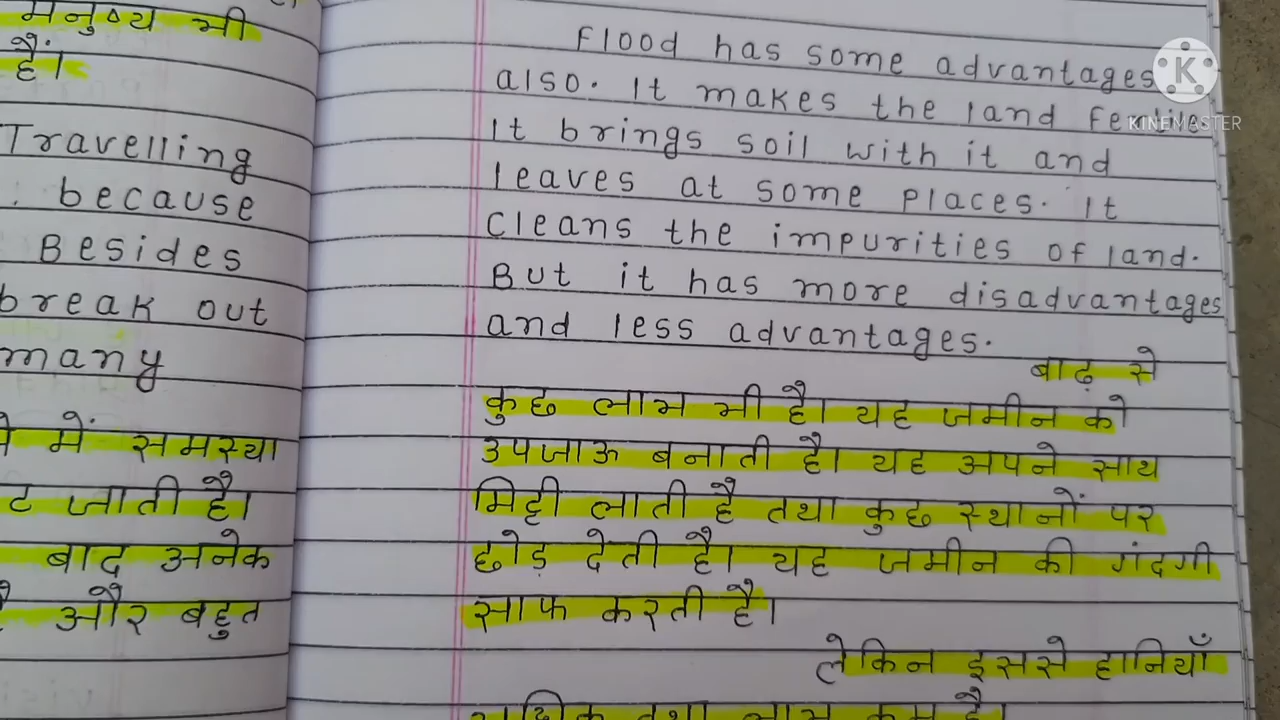 मनुष्य भी
हैं।
Travelling
because
Besides
break out
many
में समस्या
जाती है।
बाद अनेक
और बहुत
Flood has some advantages
also. It makes the land
It brings soil with it and
leaves at some places. It
cleans the impurities of land.
But it has more disadvantages
and less advantages.
बाढ़ से
कुछ लाभ भी है। यह जमीन को
उपजाऊ बनाती है। यह अपने साथ
मिट्टी लाती है तथा कुछ स्थानों पर
छोड़ देती है। यह जमीन की गंदगी
साफ करती है।
लेकिन इससे हानियाँ
तथा लाभ कम है।
K
KINEMASTER